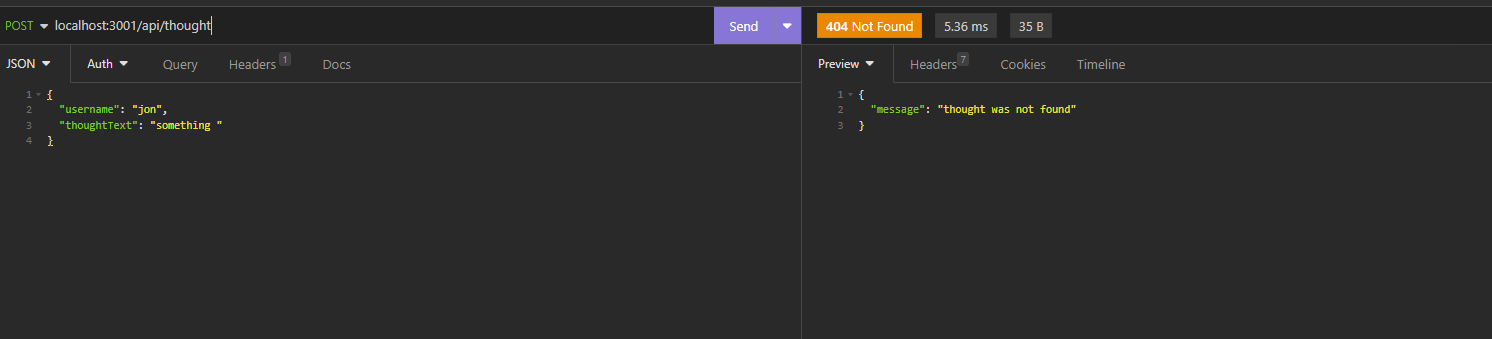 POST localhost:3001/api/thought Send 404 Not Found 5.36 ms 35 B
JSON Auth Query Headers 1 Docs Preview Headers 7 Cookies Timeline
1 {
2 "username": "jon",
3 "thoughtText": "something "
4 }
1 {
2 "message": "thought was not found"
3 }